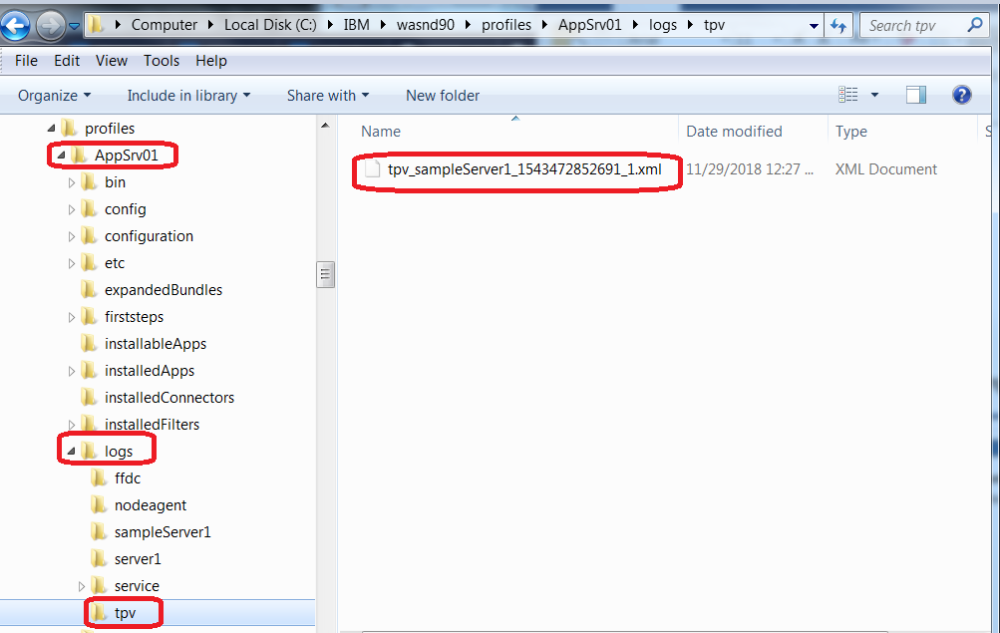 Computer Local Disk (C:) IBM wasnd90 profiles AppSrv01 logs tpv Search tpv
File Edit View Tools Help
Organize Include in library Share with New folder
Name Date modified Type S
profiles
AppSrv01
tpv_sampleServer1_1543472852691_1.xml 11/29/2018 12:27 ... XML Document
bin
config
configuration
etc
expandedBundles
firststeps
installableApps
installedApps
installedConnectors
installedFilters
logs
ffdc
nodeagent
sampleServer1
server1
service
tpv